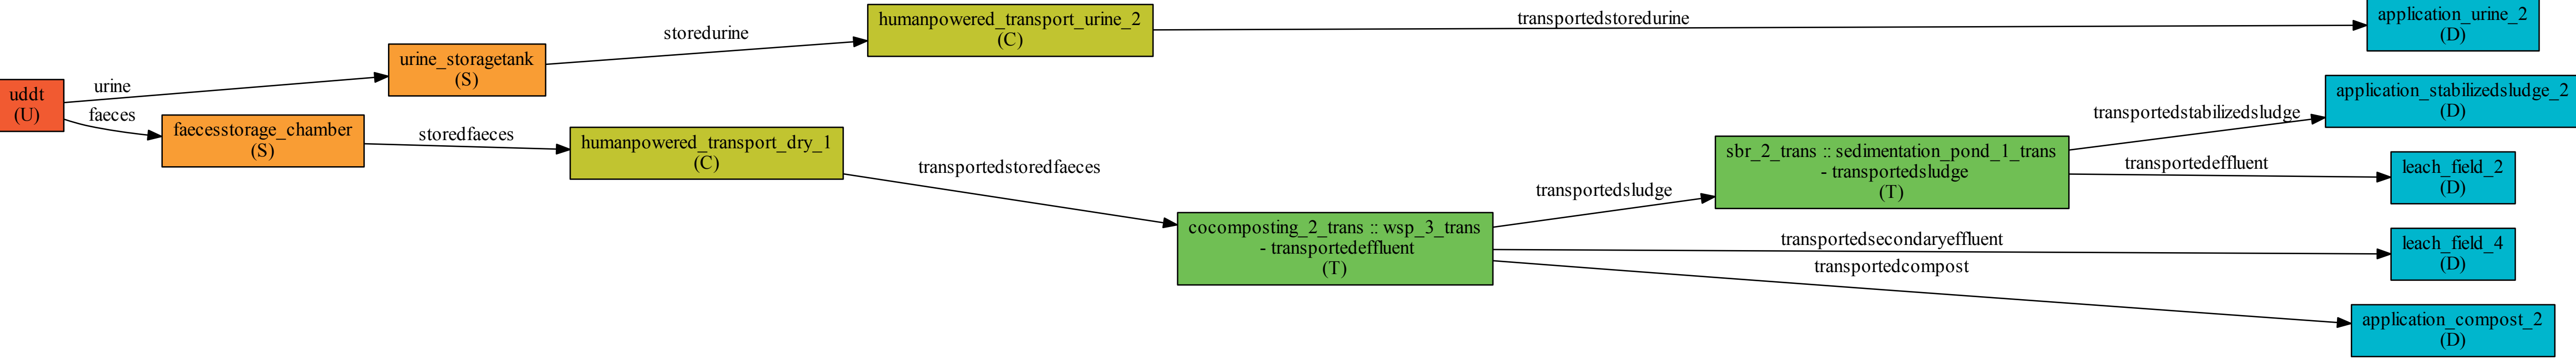 uddt
(U)
urine
faeces
urine_storagetank
(S)
faecesstorage_chamber
(S)
storedurine
storedfaeces
humanpowered_transport_urine_2
(C)
humanpowered_transport_dry_1
(C)
transportedstoredurine
transportedstoredfaeces
cocomposting_2_trans :: wsp_3_trans
- transportedeffluent
(T)
transportedsludge
transportedsecondaryeffluent
transportedcompost
sbr_2_trans :: sedimentation_pond_1_trans
- transportedsludge
(T)
transportedstabilizedsludge
transportedeffluent
application_urine_2
(D)
application_stabilizedsludge_2
(D)
leach_field_2
(D)
leach_field_4
(D)
application_compost_2
(D)